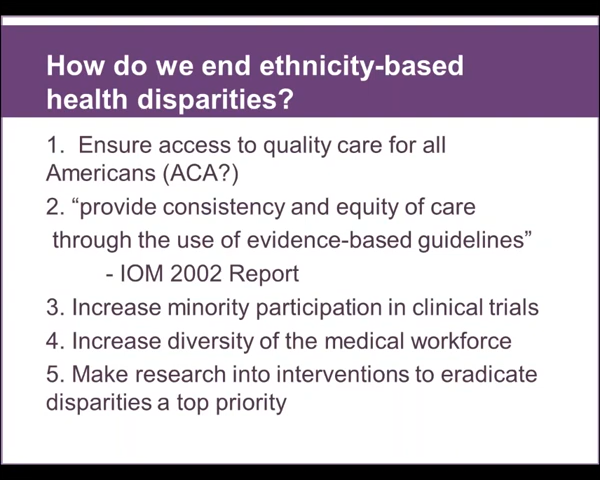 How do we end ethnicity-based
health disparities?
1.  Ensure access to quality care for all
Americans (ACA?)
2. “provide consistency and equity of care
through the use of evidence-based guidelines”
- IOM 2002 Report
3. Increase minority participation in clinical trials
4. Increase diversity of the medical workforce
5. Make research into interventions to eradicate
disparities a top priority